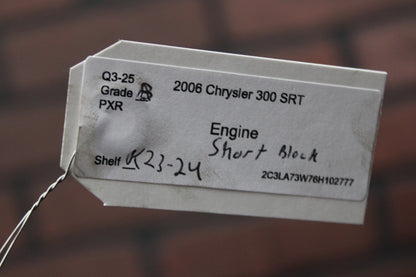 Q3-25
2006 Chrysler 300 SRT
Grade B
PXR
Engine
Short Block
Shelf K23-24
2C3LA73W76H102777